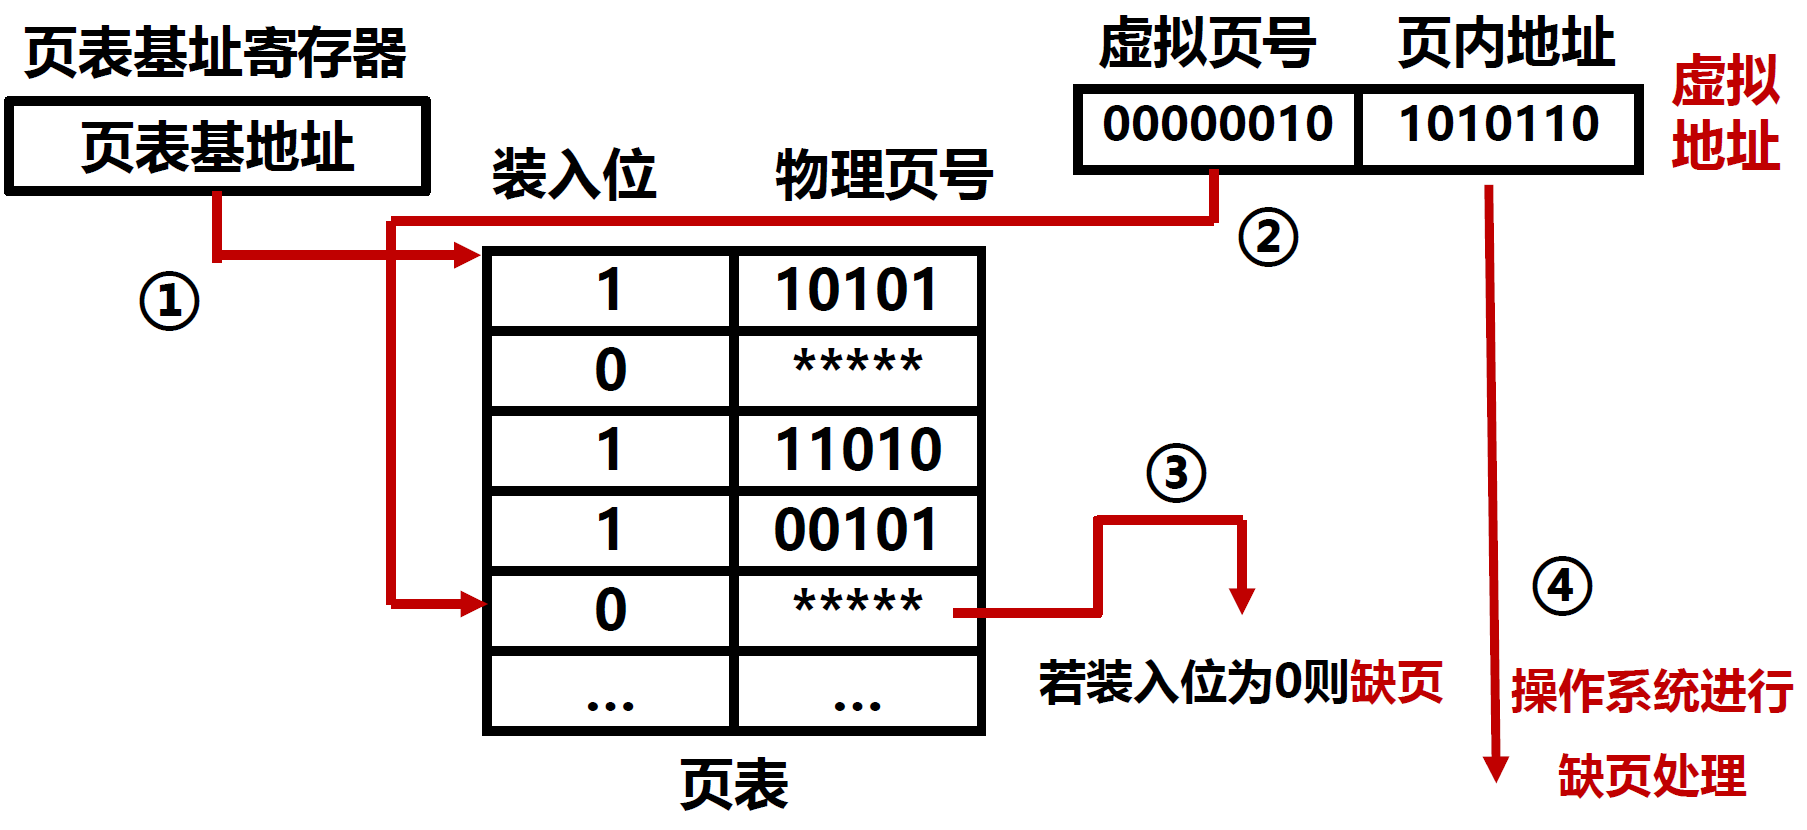 页表基址寄存器
页表基地址
虚拟页号 页内地址
00000010 1010110
虚拟
地址
装入位 物理页号
①
②
1 10101
0 *****
1 11010
1 00101
0 *****
... ...
③
④
若装入位为0则缺页
操作系统进行
缺页处理
页表